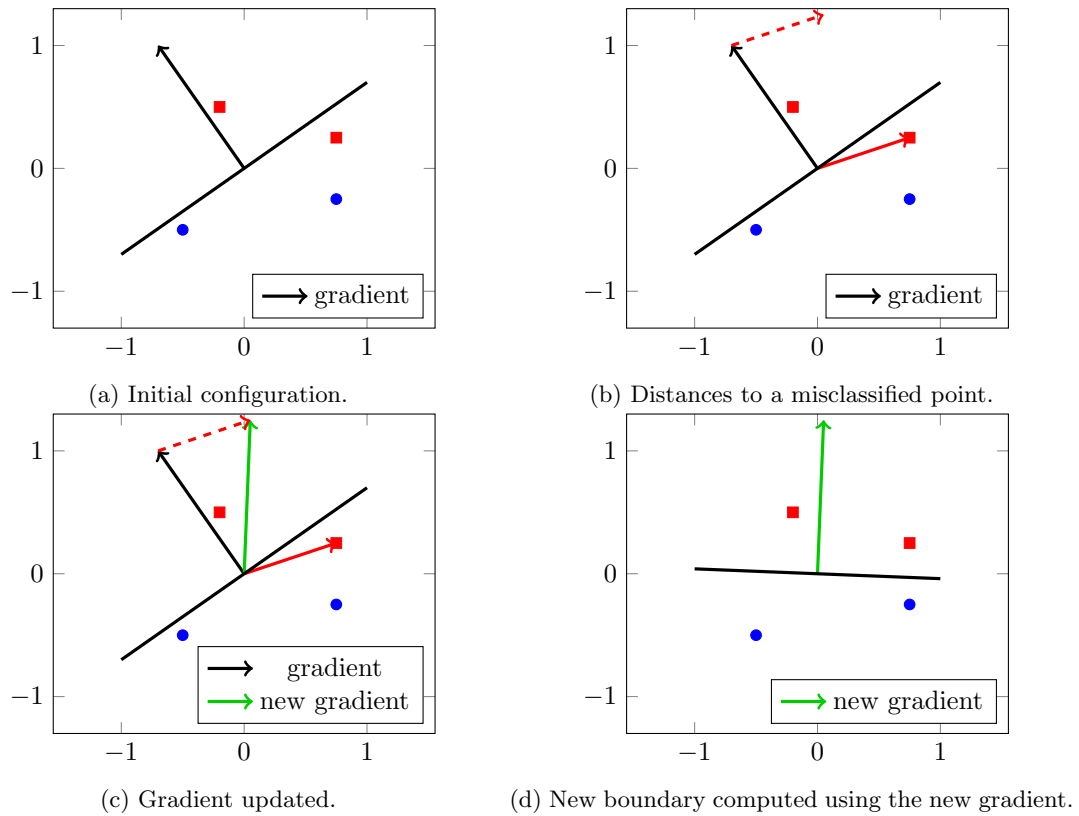 1
0
−1
−1 0 1
gradient
(a) Initial configuration.
1
0
−1
−1 0 1
gradient
(b) Distances to a misclassified point.
1
0
−1
−1 0 1
gradient
new gradient
(c) Gradient updated.
1
0
−1
−1 0 1
new gradient
(d) New boundary computed using the new gradient.